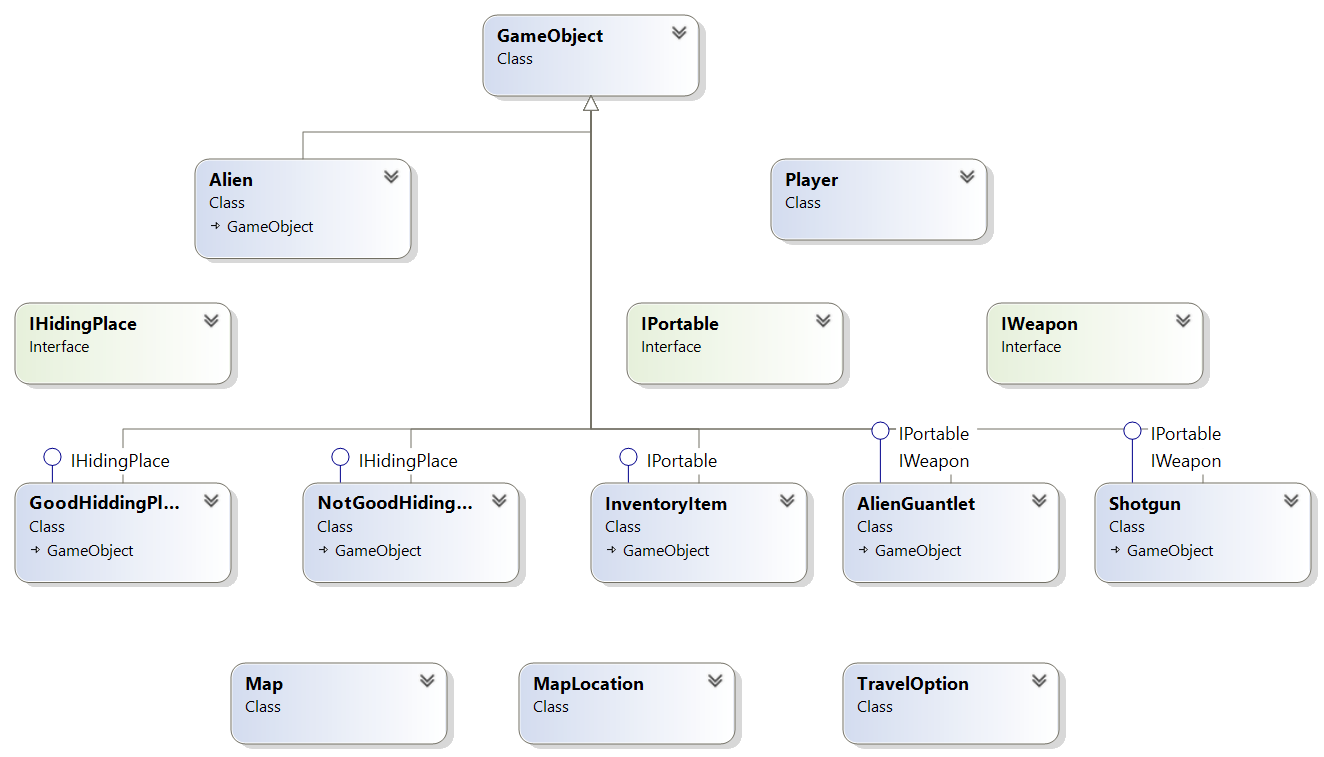 GameObject
Class
Alien
Class
GameObject
Player
Class
IHidingPlace
Interface
IPortable
Interface
IWeapon
Interface
IHidingPlace
GoodHiddingPl...
Class
GameObject
IHidingPlace
NotGoodHiding...
Class
GameObject
IPortable
InventoryItem
Class
GameObject
IPortable
IWeapon
AlienGuantlet
Class
GameObject
IPortable
IWeapon
Shotgun
Class
GameObject
Map
Class
MapLocation
Class
TravelOption
Class